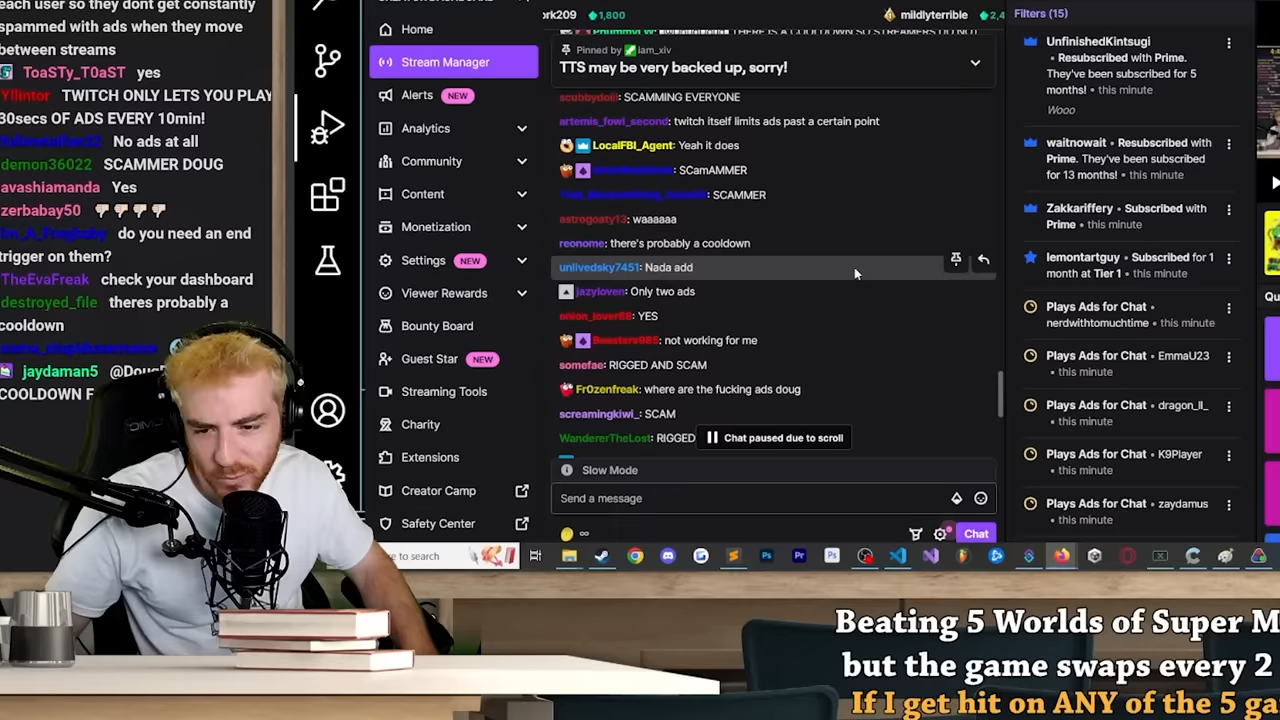 each user so they dont get constantly
spammed with ads when they move
between streams
ToaSTy_T0aST yes
Yllintor TWITCH ONLY LETS YOU PLAY
30secs OF ADS EVERY 10min!
No ads at all
demon36022 SCAMMER DOUG
avashiamanda Yes
zerbabay50
Im_A_Frogbaby do you need an end
trigger on them?
TheEvaFreak check your dashboard
destroyed_file theres probably a
cooldown
jaydaman5
COOLDOWN
Home
Stream Manager
Alerts NEW
Analytics
Community
Content
Monetization
Settings NEW
Viewer Rewards
Bounty Board
Guest Star NEW
Streaming Tools
Charity
Extensions
Creator Camp
Safety Center
to search
ork209 1,800
mildlyterrible 2,4
Pinned by iam_xiv
TTS may be very backed up, sorry!
SCAMMING EVERYONE
artemis_fowl_second: twitch itself limits ads past a certain point
LocalFBI_Agent: Yeah it does
SCamAMMER
SCAMMER
astrogoaty13: waaaaaa
reonome: there's probably a cooldown
unlivedsky7451: Nada add
jazyloven: Only two ads
onion_lover88: YES
not working for me
somefae: RIGGED AND SCAM
Fr0zenfreak: where are the fucking ads doug
screamingkiwi_: SCAM
WandererTheLost: RIGGED
Chat paused due to scroll
Slow Mode
Send a message
Chat
Filters (15)
UnfinishedKintsugi
• Resubscribed with Prime.
They've been subscribed for 5
months! • this minute
Wooo
waitnowait • Resubscribed with
Prime. They've been subscribed
for 13 months! • this minute
Zakkariffery • Subscribed with
Prime • this minute
lemontartguy • Subscribed for 1
month at Tier 1 • this minute
Plays Ads for Chat •
nerdwithtomuchtime • this minute
Plays Ads for Chat • EmmaU23
• this minute
Plays Ads for Chat • dragon_ll_
• this minute
Plays Ads for Chat • K9Player
• this minute
Plays Ads for Chat • zaydamus
• this minute
Beating 5 Worlds of Super M
but the game swaps every 2
If I get hit on ANY of the 5 ga